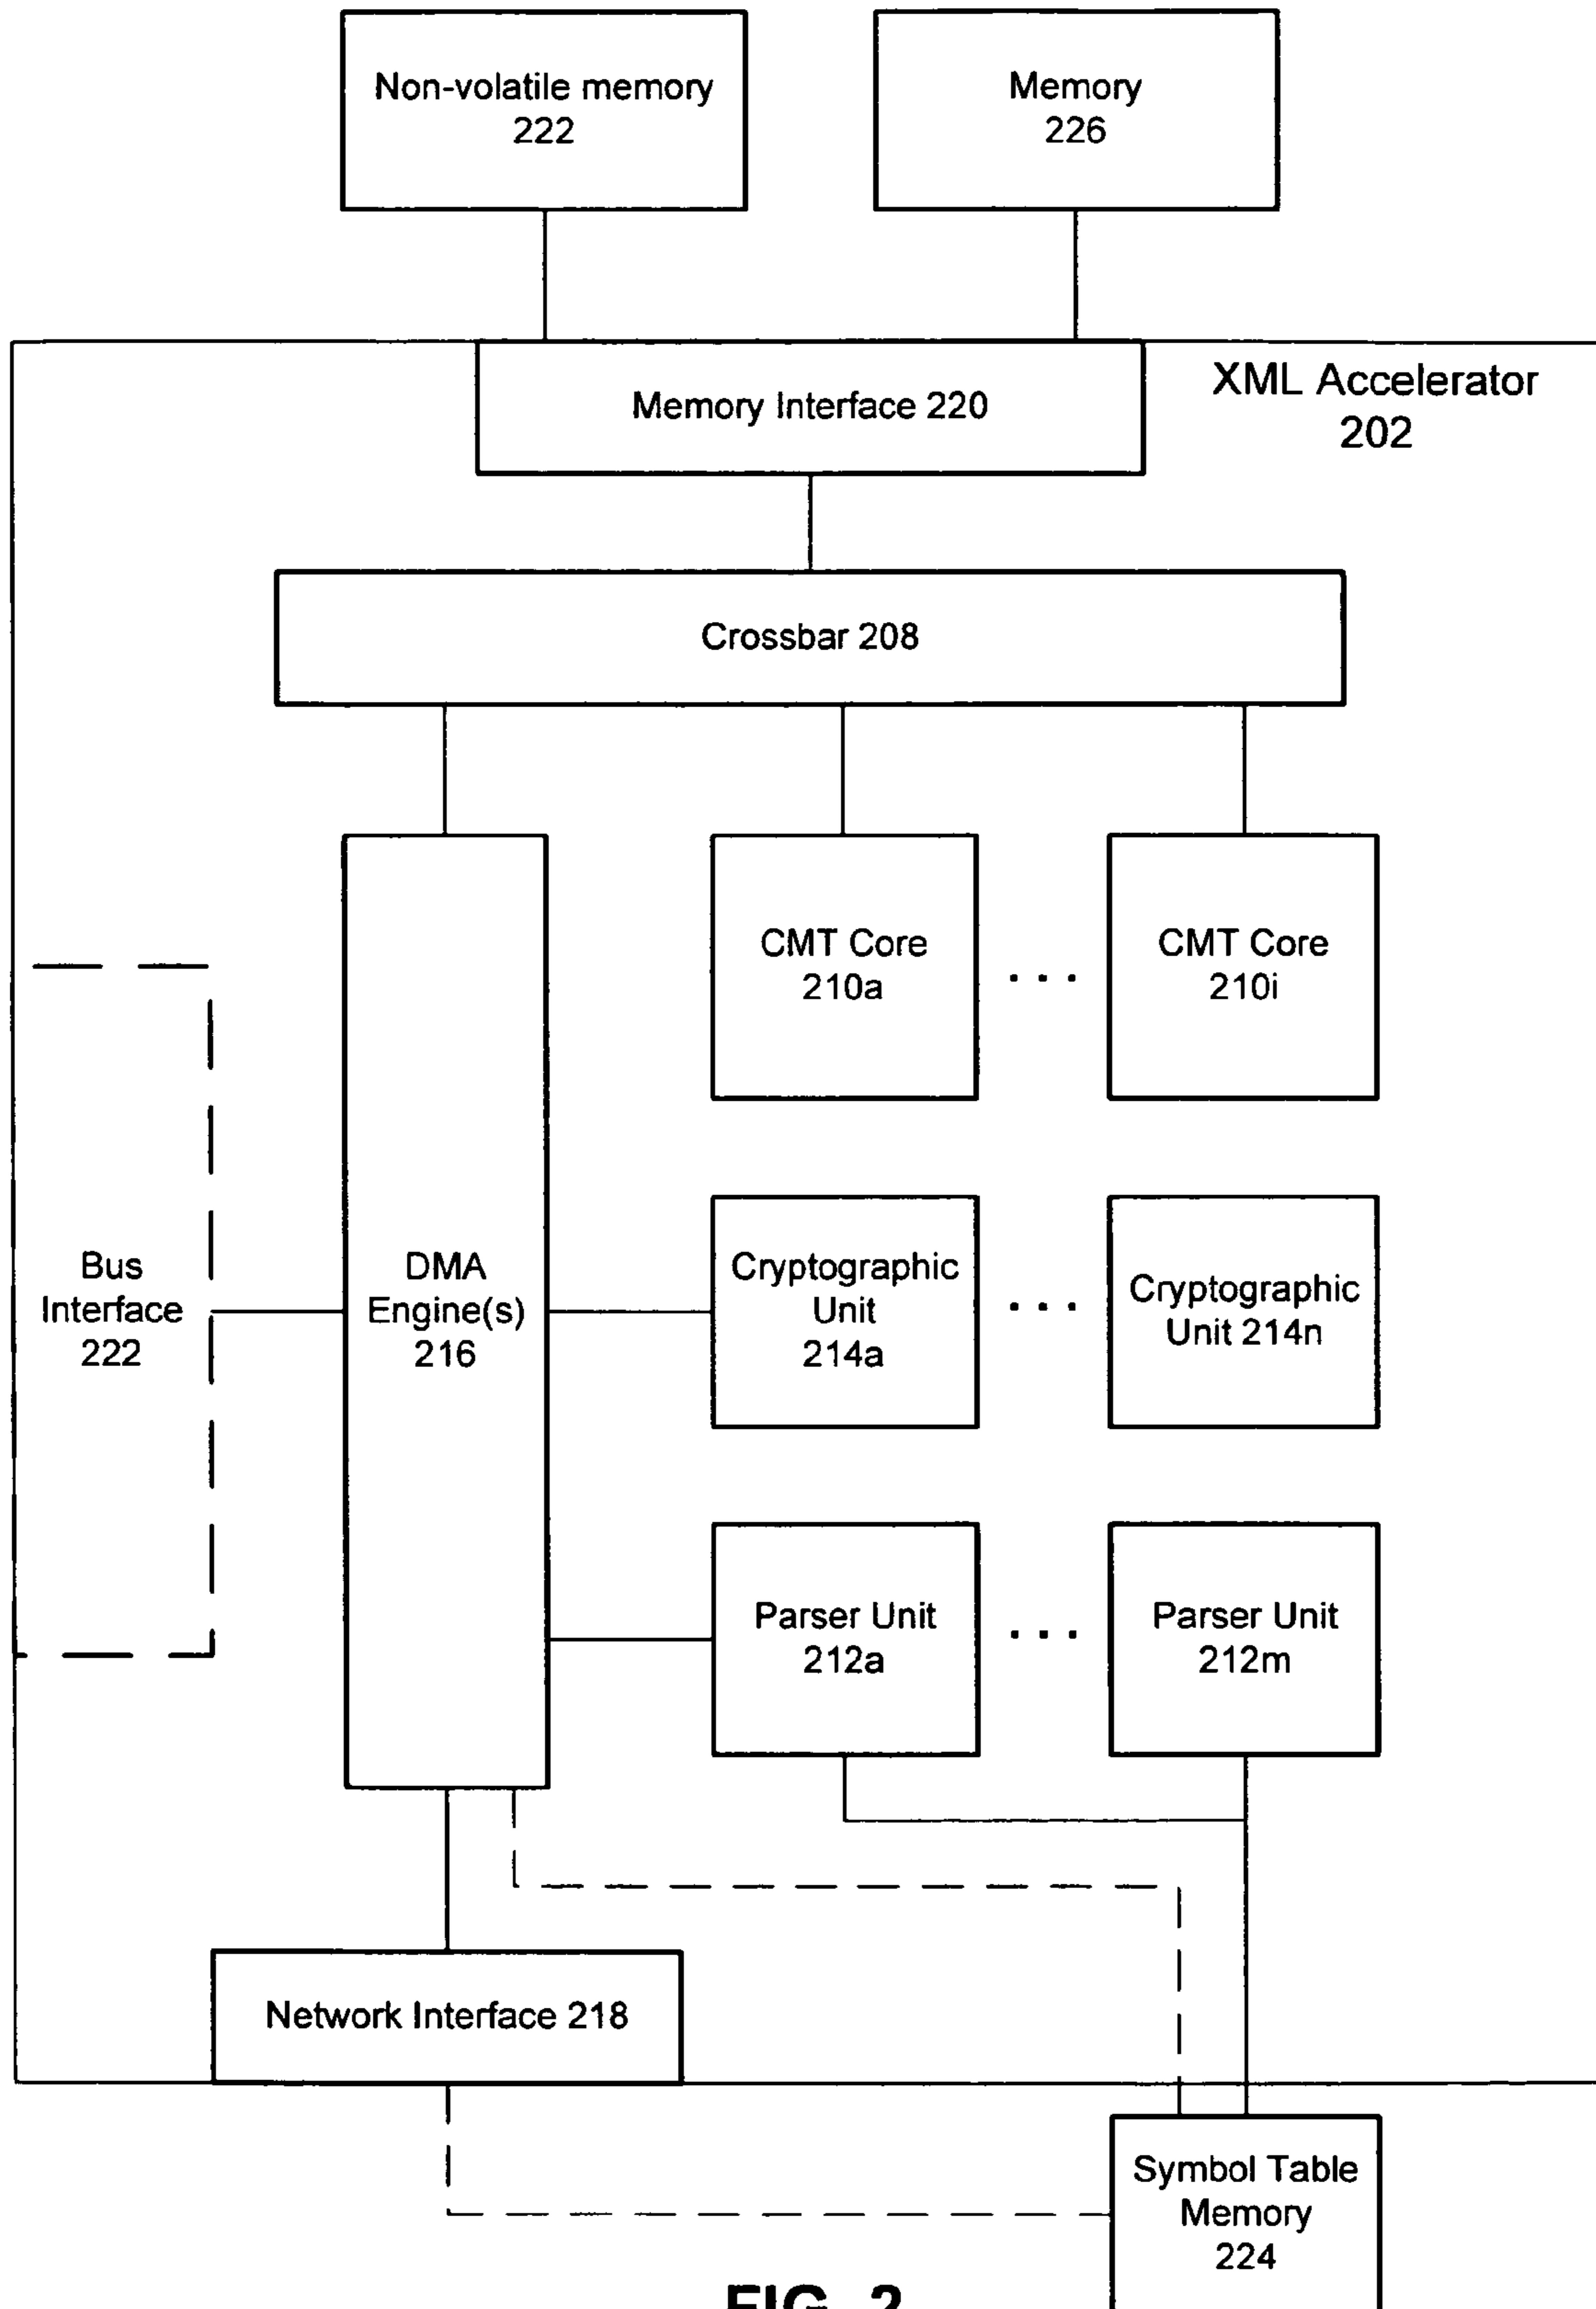 Non-volatile memory
222
Memory
226
XML Accelerator
202
Memory Interface 220
Crossbar 208
CMT Core
210a
. . .
CMT Core
210i
Bus
Interface
222
DMA
Engine(s)
216
Cryptographic
Unit
214a
. . .
Cryptographic
Unit 214n
Parser Unit
212a
. . .
Parser Unit
212m
Network Interface 218
Symbol Table
Memory
224
FIG. 2